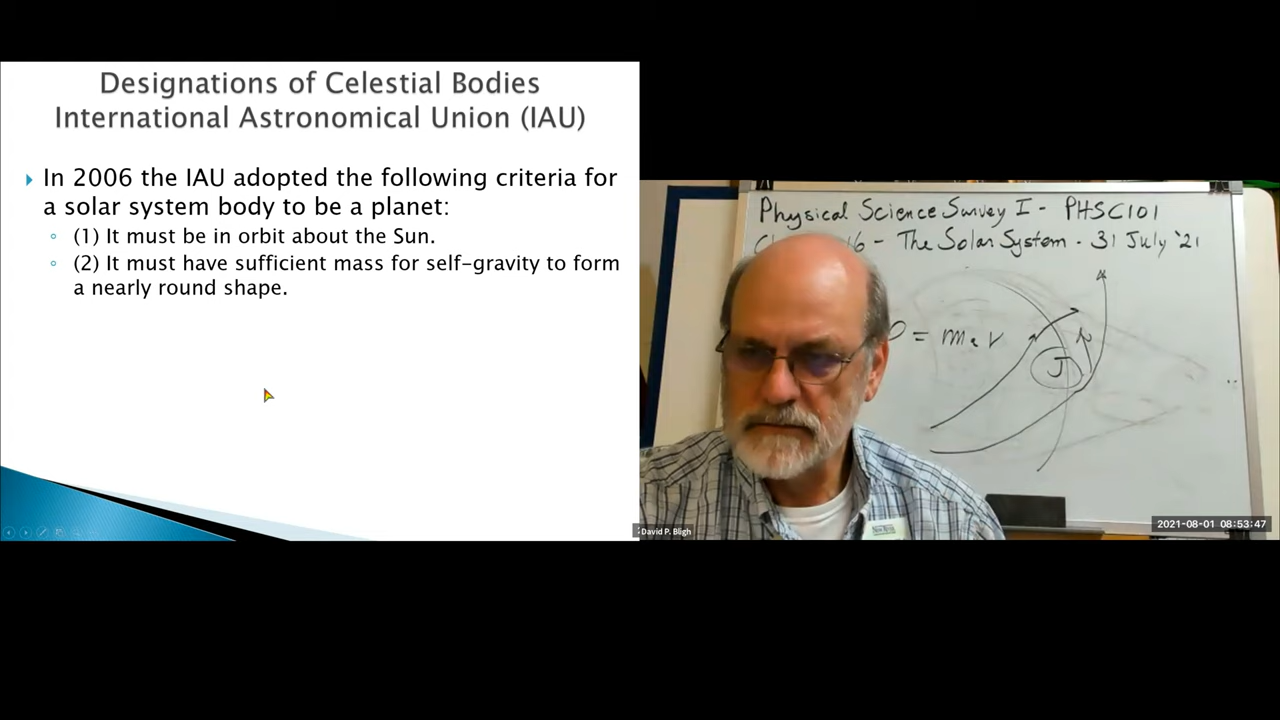 Designations of Celestial Bodies
International Astronomical Union (IAU)
In 2006 the IAU adopted the following criteria for
a solar system body to be a planet:
(1) It must be in orbit about the Sun.
(2) It must have sufficient mass for self-gravity to form
a nearly round shape.
Physical Science Survey I - PHSC101
16 - The Solar System - 31 July '21
= m • v
J
David P. Bligh
2021-08-01 08:53:47